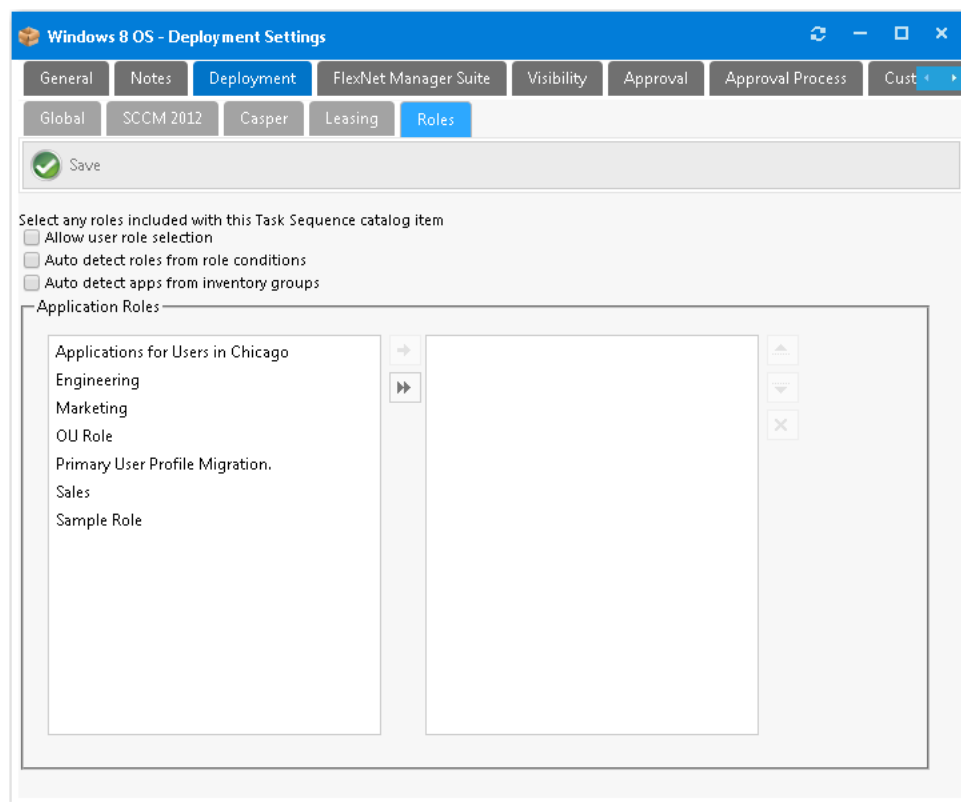 Windows 8 OS - Deployment Settings
General Notes Deployment FlexNet Manager Suite Visibility Approval Approval Process Cust
Global SCCM 2012 Casper Leasing Roles
Save
Select any roles included with this Task Sequence catalog item
Allow user role selection
Auto detect roles from role conditions
Auto detect apps from inventory groups
Application Roles
Applications for Users in Chicago
Engineering
Marketing
OU Role
Primary User Profile Migration.
Sales
Sample Role